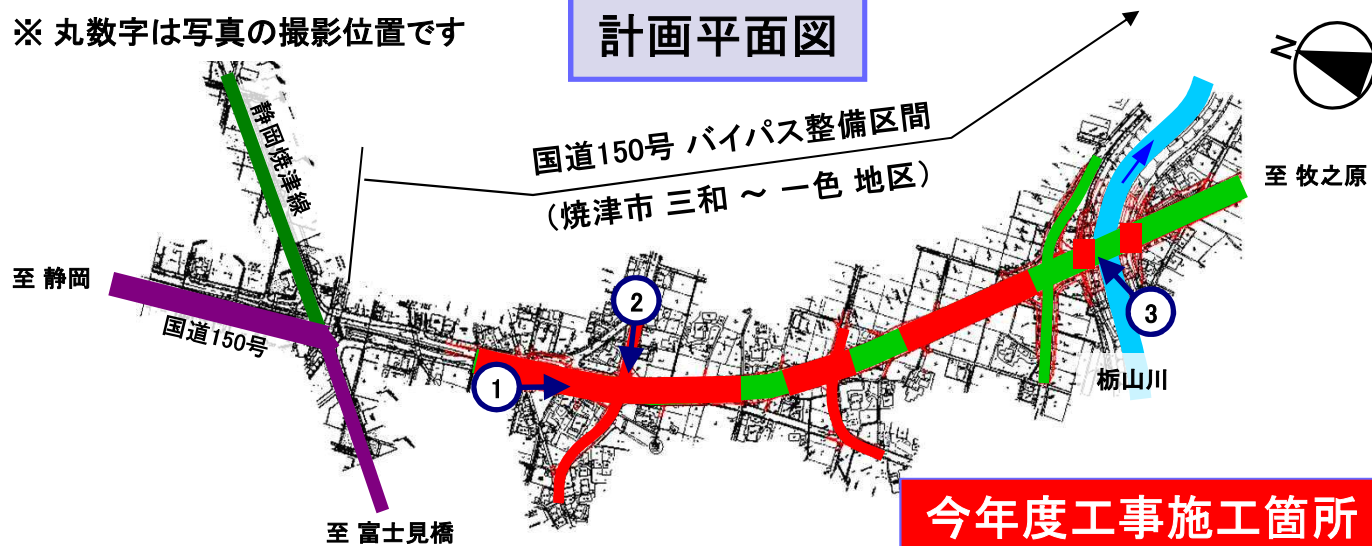 ※ 丸数字は写真の撮影位置です
計画平面図
N
静岡焼津線
国道150号 バイパス整備区間
(焼津市 三和 ～ 一色 地区)
至 牧之原
至 静岡
国道150号
2
3
1
栃山川
至 富士見橋
今年度工事施工箇所